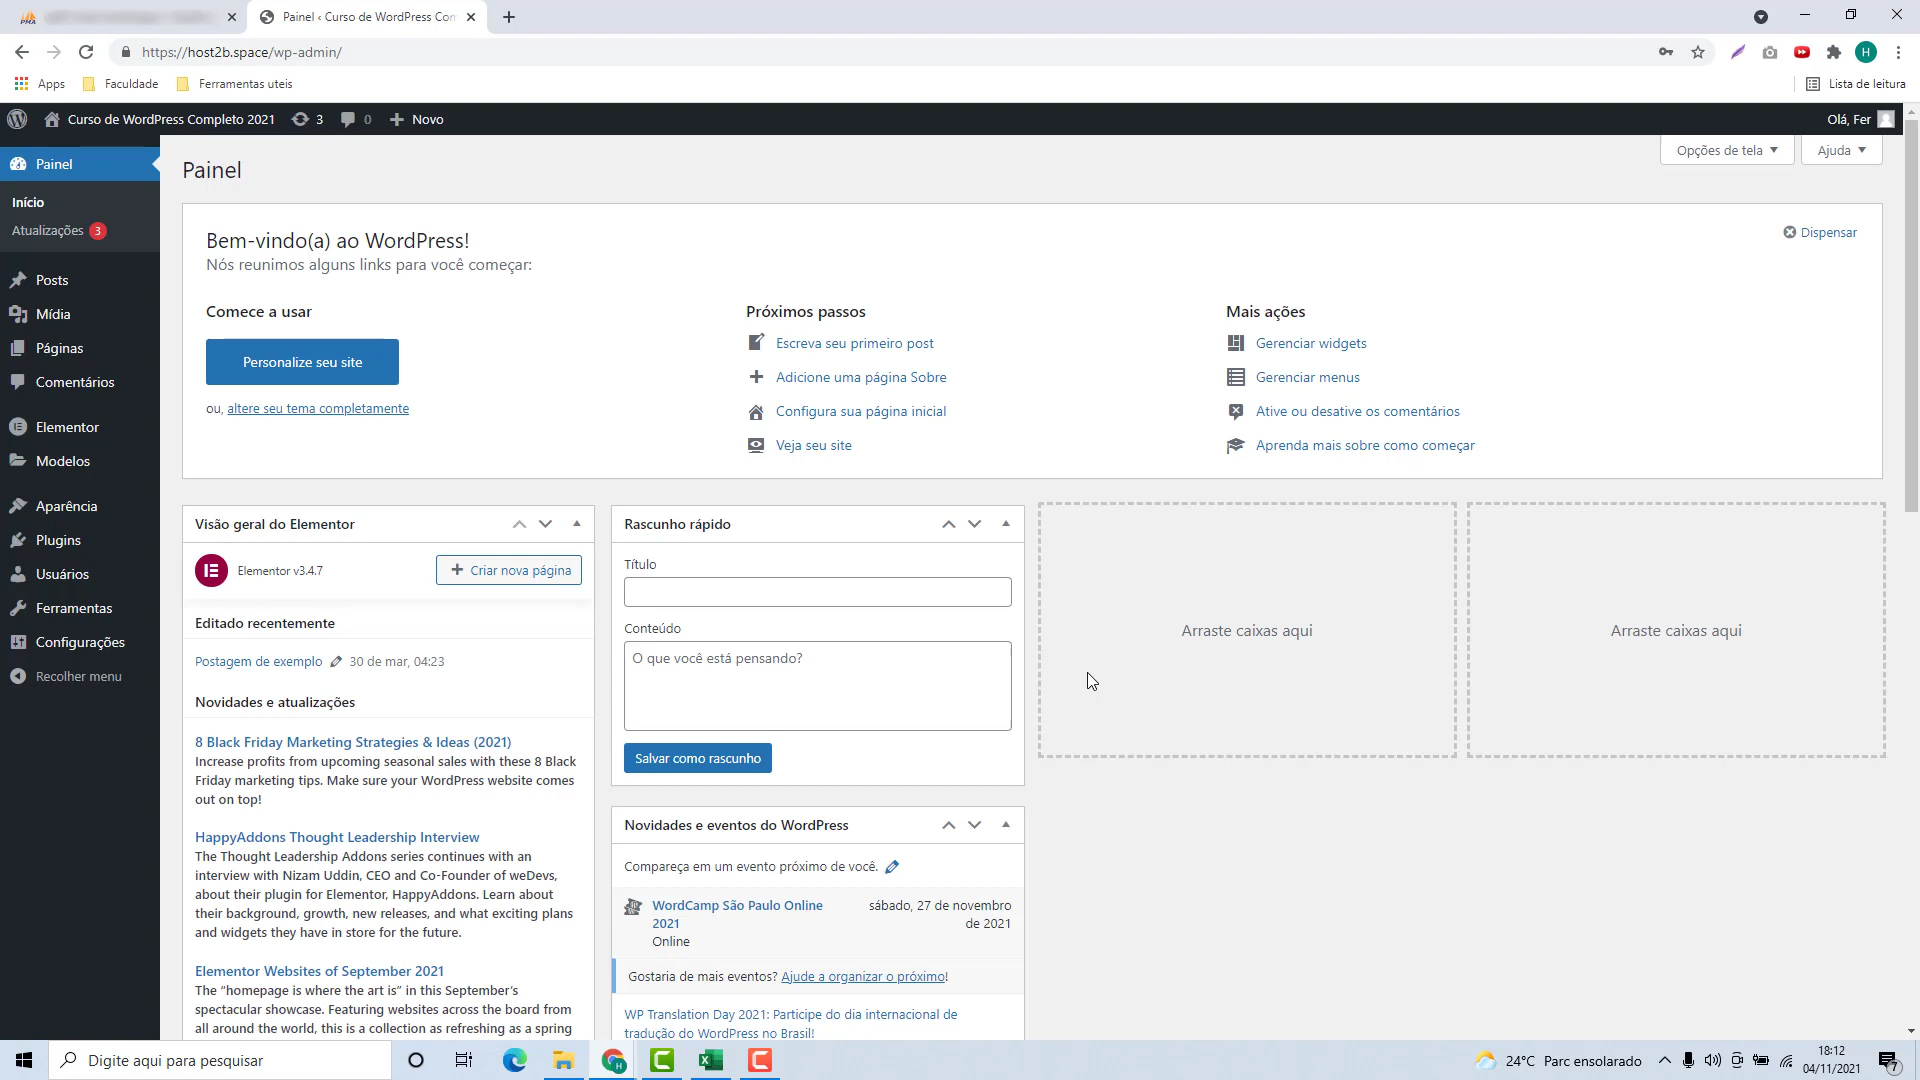 Painel ‹ Curso de WordPress Com
https://host2b.space/wp-admin/
H
Apps
Faculdade
Ferramentas uteis
Lista de leitura
Curso de WordPress Completo 2021
3
0
Novo
Olá, Fer
Painel
Início
Atualizações 3
Posts
Mídia
Páginas
Comentários
Elementor
Modelos
Aparência
Plugins
Usuários
Ferramentas
Configurações
Recolher menu
Painel
Opções de tela
Ajuda
Bem-vindo(a) ao WordPress!
Nós reunimos alguns links para você começar:
Dispensar
Comece a usar
Personalize seu site
ou, altere seu tema completamente
Próximos passos
Escreva seu primeiro post
Adicione uma página Sobre
Configura sua página inicial
Veja seu site
Mais ações
Gerenciar widgets
Gerenciar menus
Ative ou desative os comentários
Aprenda mais sobre como começar
Visão geral do Elementor
Elementor v3.4.7
Criar nova página
Editado recentemente
Postagem de exemplo 30 de mar, 04:23
Novidades e atualizações
8 Black Friday Marketing Strategies & Ideas (2021)
Increase profits from upcoming seasonal sales with these 8 Black
Friday marketing tips. Make sure your WordPress website comes
out on top!
HappyAddons Thought Leadership Interview
The Thought Leadership Addons series continues with an
interview with Nizam Uddin, CEO and Co-Founder of weDevs,
about their plugin for Elementor, HappyAddons. Learn about
their background, growth, new releases, and what exciting plans
and widgets they have in store for the future.
Elementor Websites of September 2021
The “homepage is where the art is” in this September’s
spectacular showcase. Featuring websites across the board from
all around the world, this is a collection as refreshing as a spring
Rascunho rápido
Título
Conteúdo
O que você está pensando?
Salvar como rascunho
Novidades e eventos do WordPress
Compareça em um evento próximo de você.
WordCamp São Paulo Online
2021
Online
sábado, 27 de novembro
de 2021
Gostaria de mais eventos? Ajude a organizar o próximo!
WP Translation Day 2021: Participe do dia internacional de
tradução do WordPress no Brasil!
Arraste caixas aqui
Arraste caixas aqui
Digite aqui para pesquisar
24°C Parc ensolarado
18:12
04/11/2021
7